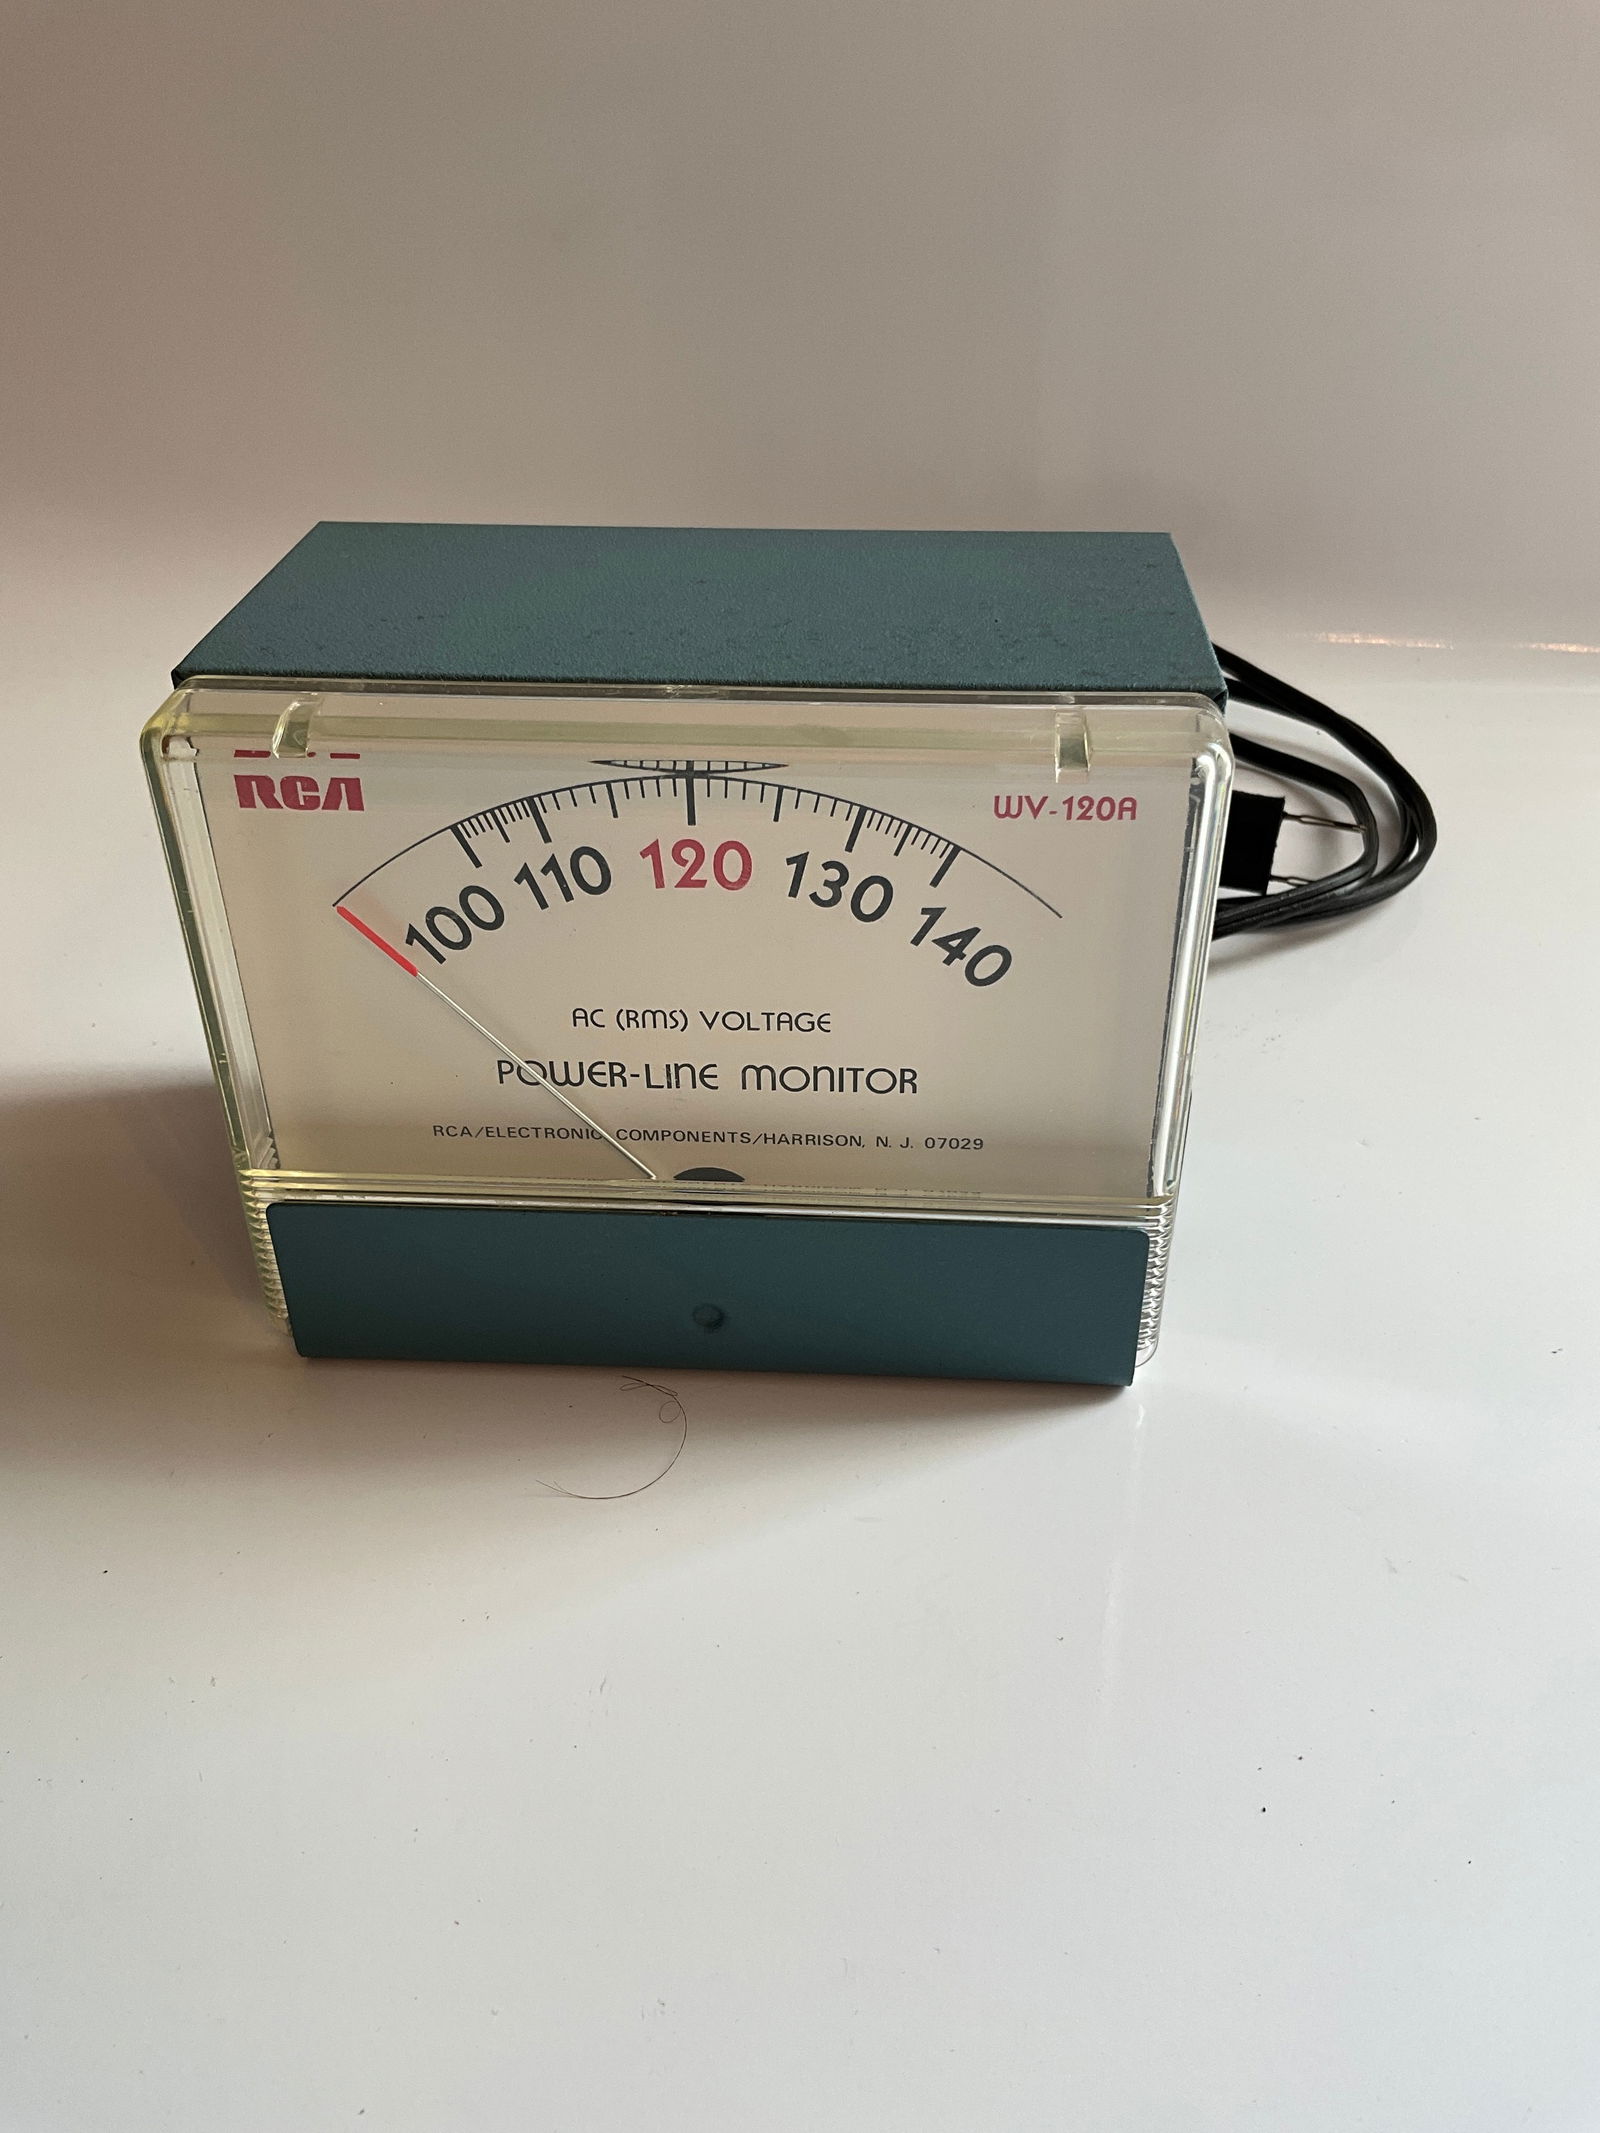 RCA
WV-120A
100 110 120 130 140
AC (RMS) VOLTAGE
POWER-LINE MONITOR
RCA/ELECTRONIC COMPONENTS/HARRISON, N. J. 07029